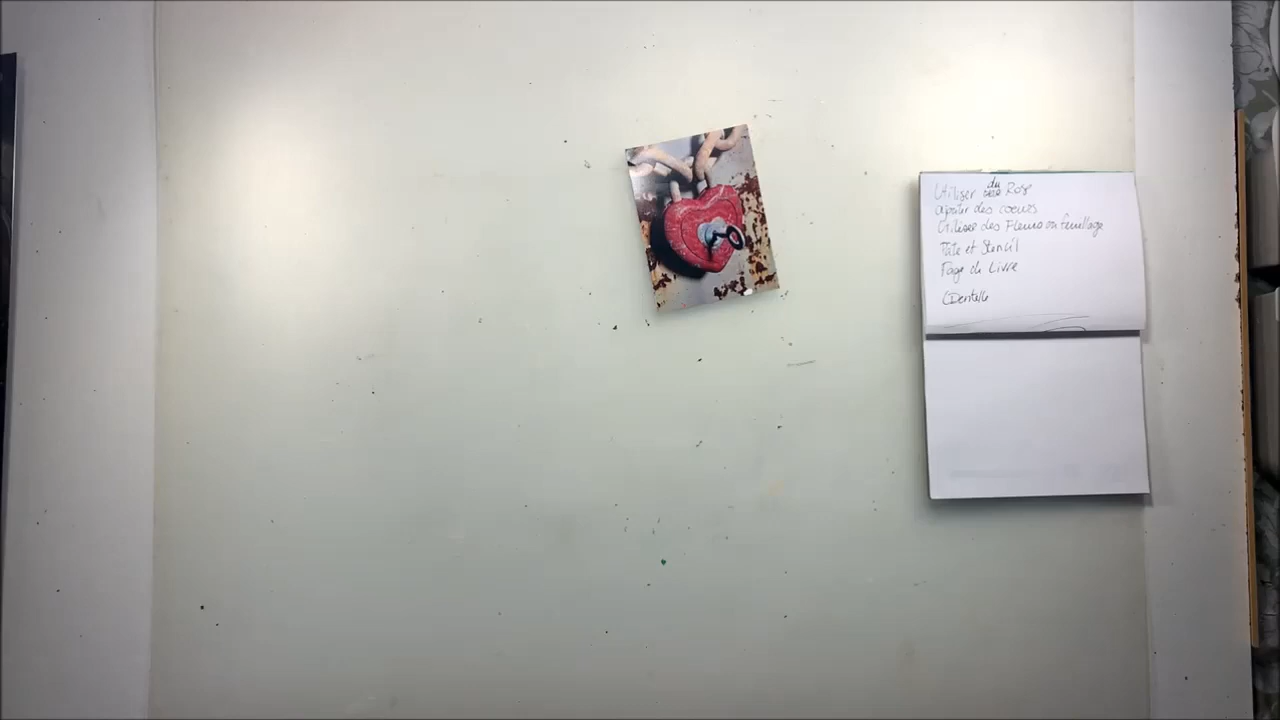 Utiliser du Rose
ajouter des coeurs
Utiliser des Fleurs ou feuillage
Pâte et Stencil
Page de Livre
(Dentelle